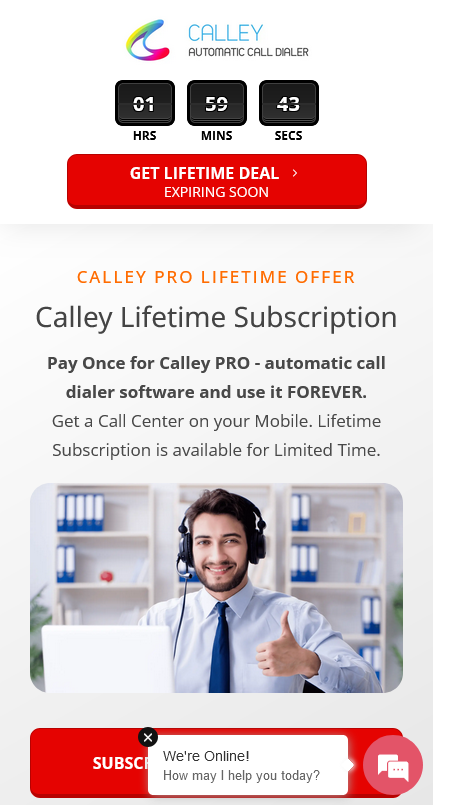 CALLEY
AUTOMATIC CALL DIALER
01 59 43
HRS MINS SECS
GET LIFETIME DEAL
EXPIRING SOON
CALLEY PRO LIFETIME OFFER
Calley Lifetime Subscription
Pay Once for Calley PRO - automatic call
dialer software and use it FOREVER.
Get a Call Center on your Mobile. Lifetime
Subscription is available for Limited Time.
We're Online!
How may I help you today?